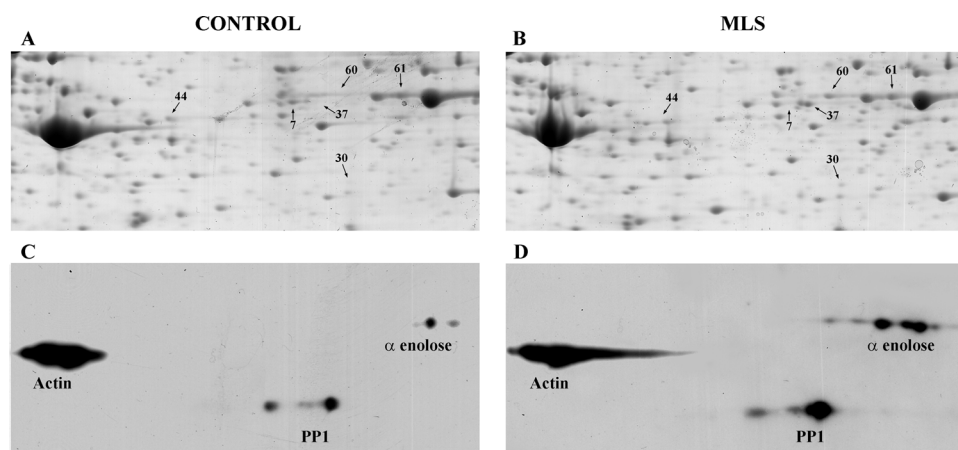 CONTROL
MLS
A
B
60
61
44
7
37
30
60
61
44
7
37
30
C
D
α enolose
Actin
PP1
α enolose
Actin
PP1